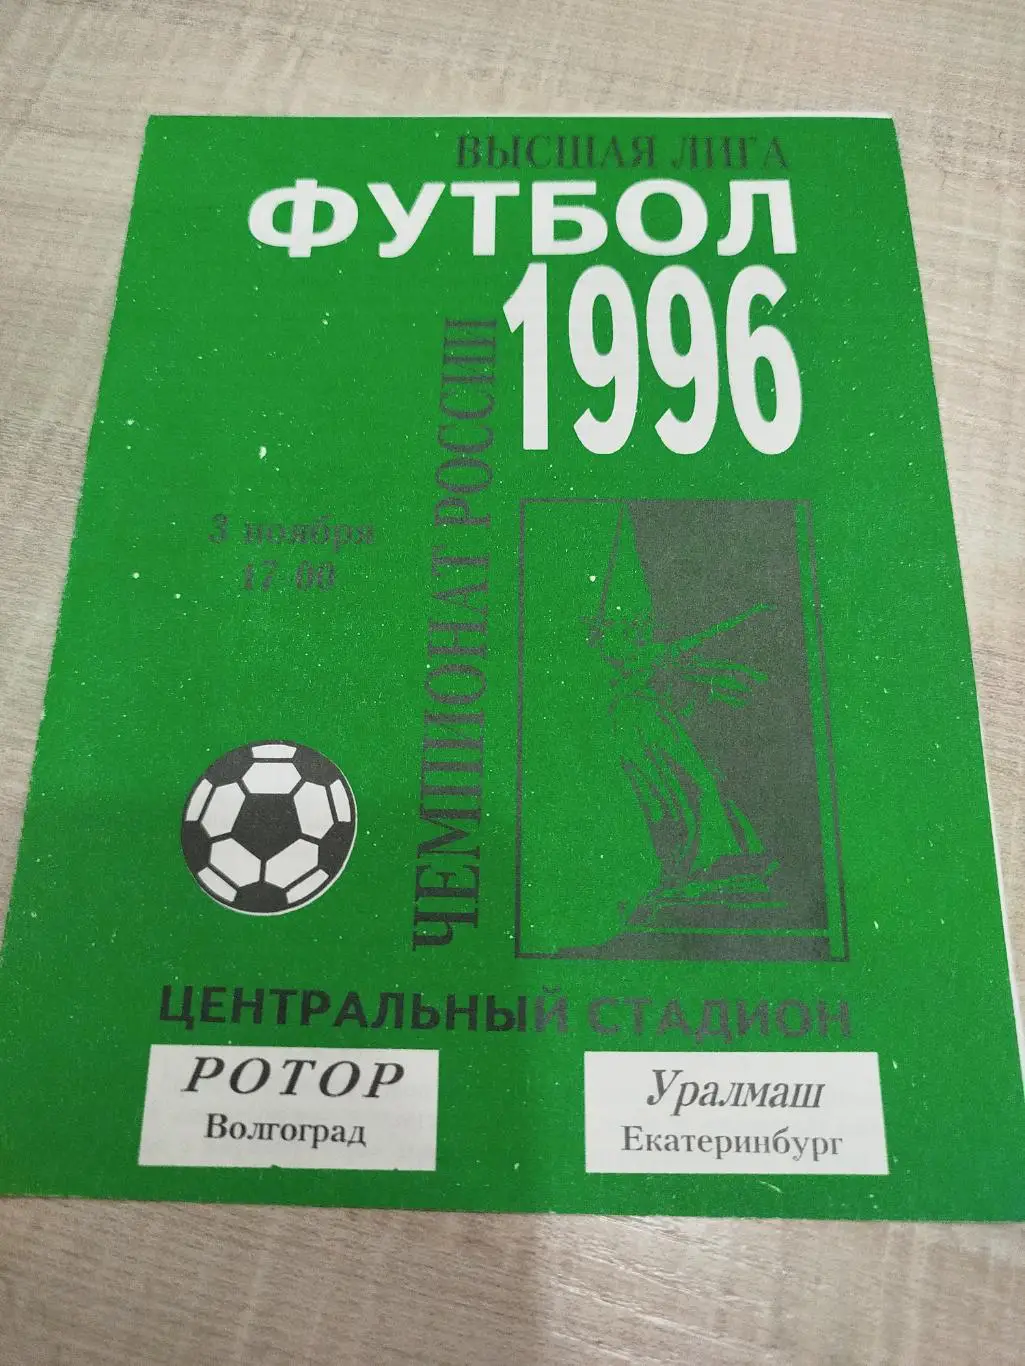 ВЫСШАЯ ЛИГА
ФУТБОЛ
1996
ЧЕМПИОНАТ РОССИИ
3 ноября
17-00
ЦЕНТРАЛЬНЫЙ СТАДИОН
РОТОР
Волгоград
Уралмаш
Екатеринбург